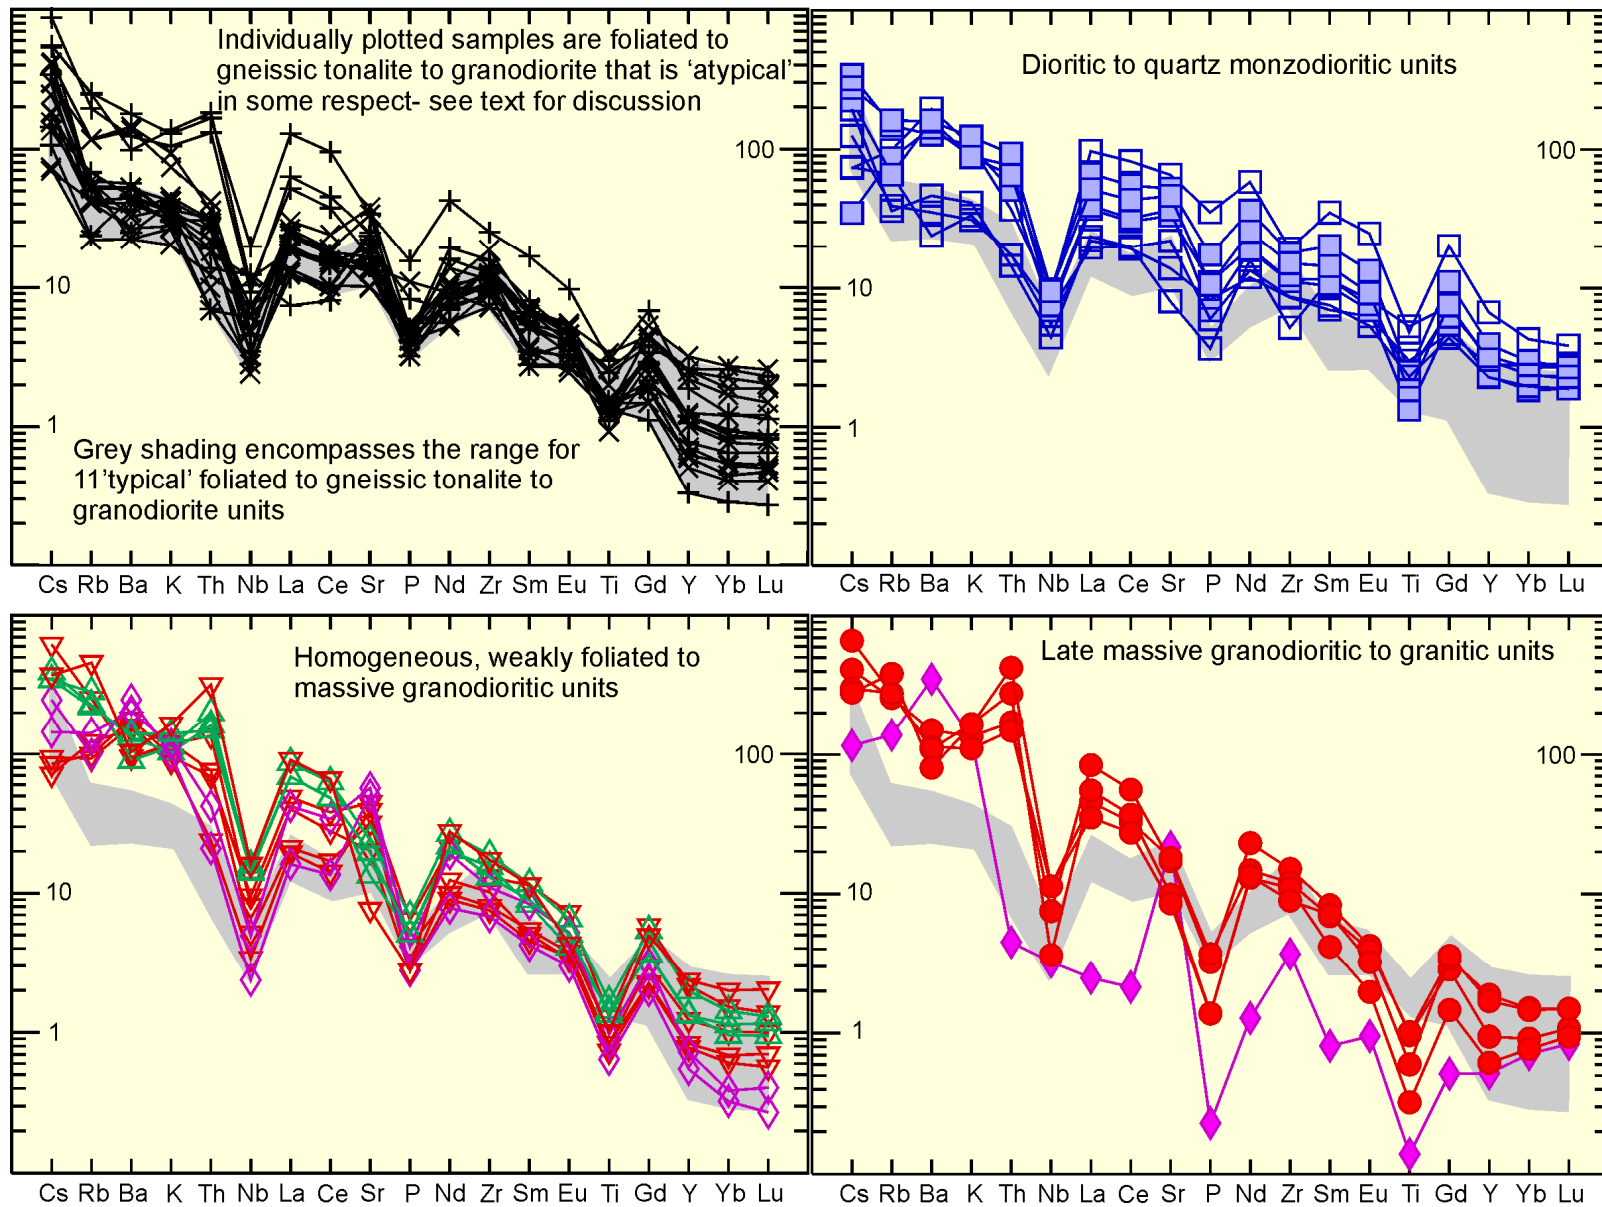 Individually plotted samples are foliated to
gneissic tonalite to granodiorite that is ‘atypical’
in some respect- see text for discussion
100
10
1
Grey shading encompasses the range for
11’typical’ foliated to gneissic tonalite to
granodiorite units
Cs Rb Ba K Th Nb La Ce Sr P Nd Zr Sm Eu Ti Gd Y Yb Lu
Dioritic to quartz monzodioritic units
100
10
1
Cs Rb Ba K Th Nb La Ce Sr P Nd Zr Sm Eu Ti Gd Y Yb Lu
Homogeneous, weakly foliated to
massive granodioritic units
100
10
1
Cs Rb Ba K Th Nb La Ce Sr P Nd Zr Sm Eu Ti Gd Y Yb Lu
Late massive granodioritic to granitic units
100
10
1
Cs Rb Ba K Th Nb La Ce Sr P Nd Zr Sm Eu Ti Gd Y Yb Lu